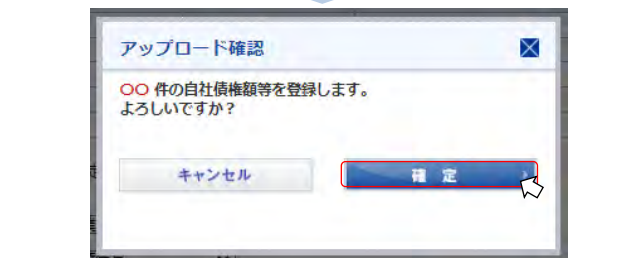 アップロード確認
〇〇 件の自社債権額等を登録します。
よろしいですか？
キャンセル
確 定